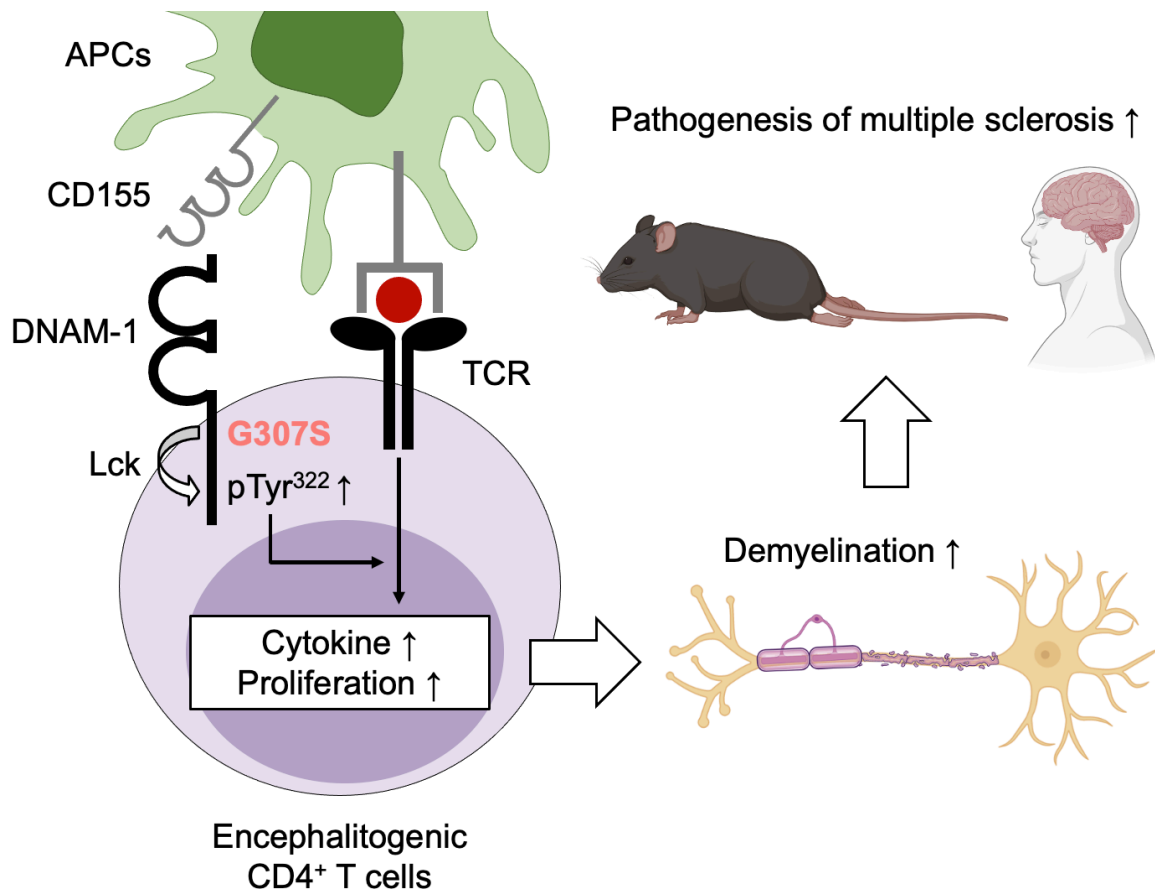 APCs
CD155
DNAM-1
TCR
G307S
Lck
pTyr³²² ↑
Cytokine ↑
Proliferation ↑
Encephalitogenic
CD4⁺ T cells
Pathogenesis of multiple sclerosis ↑
Demyelination ↑